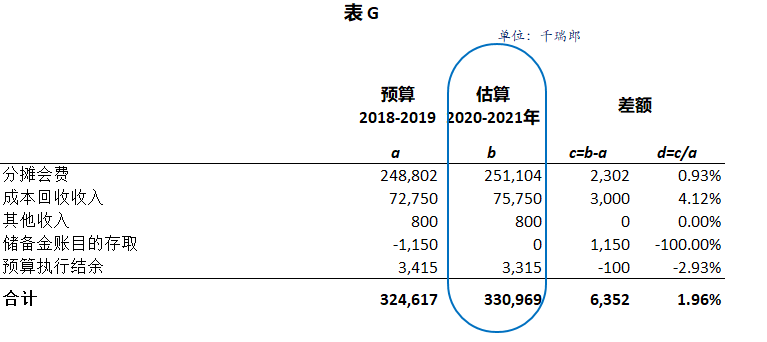 表 G
单位：千瑞郎
预算 估算 差额
2018-2019 2020-2021年
a b c=b-a d=c/a
分摊会费 248,802 251,104 2,302 0.93%
成本回收收入 72,750 75,750 3,000 4.12%
其他收入 800 800 0 0.00%
储备金账目的存取 -1,150 0 1,150 -100.00%
预算执行结余 3,415 3,315 -100 -2.93%
合计 324,617 330,969 6,352 1.96%